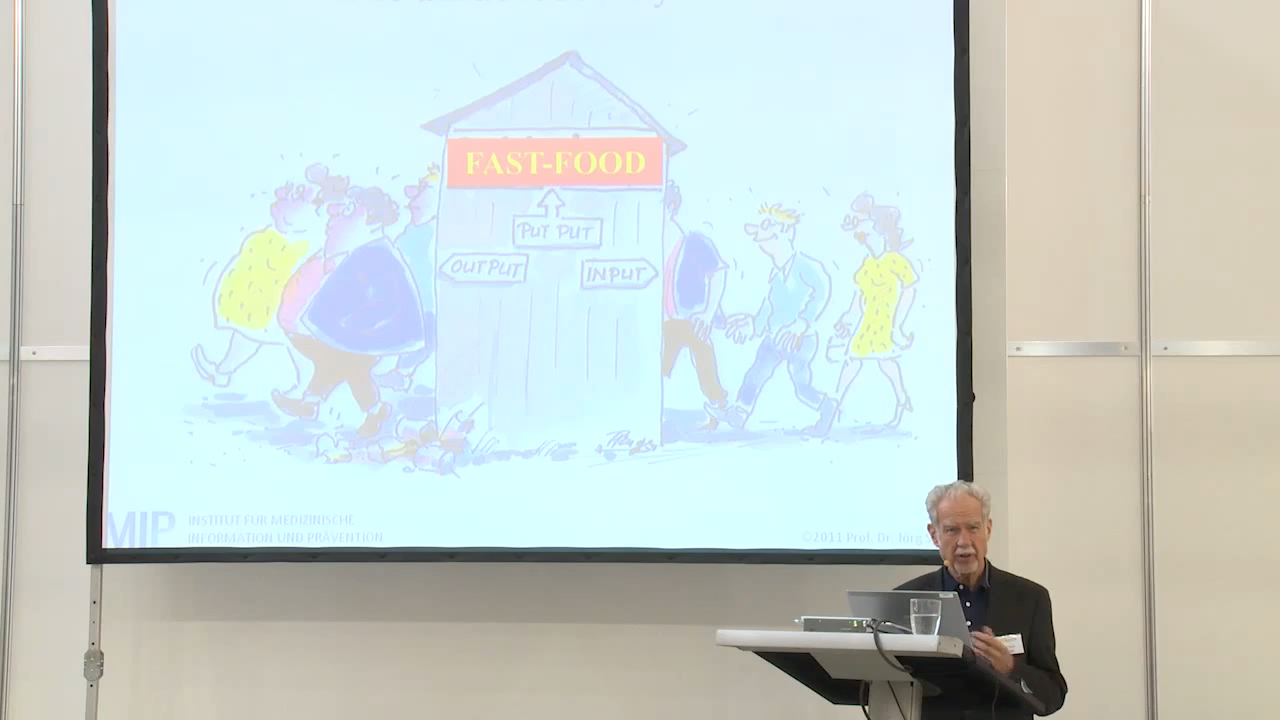 FAST-FOOD
PUT PUT
OUTPUT
INPUT
MIP
INSTITUT FÜR MEDIZINISCHE
INFORMATION UND PRÄVENTION
©2011 Prof. Dr. Jörg